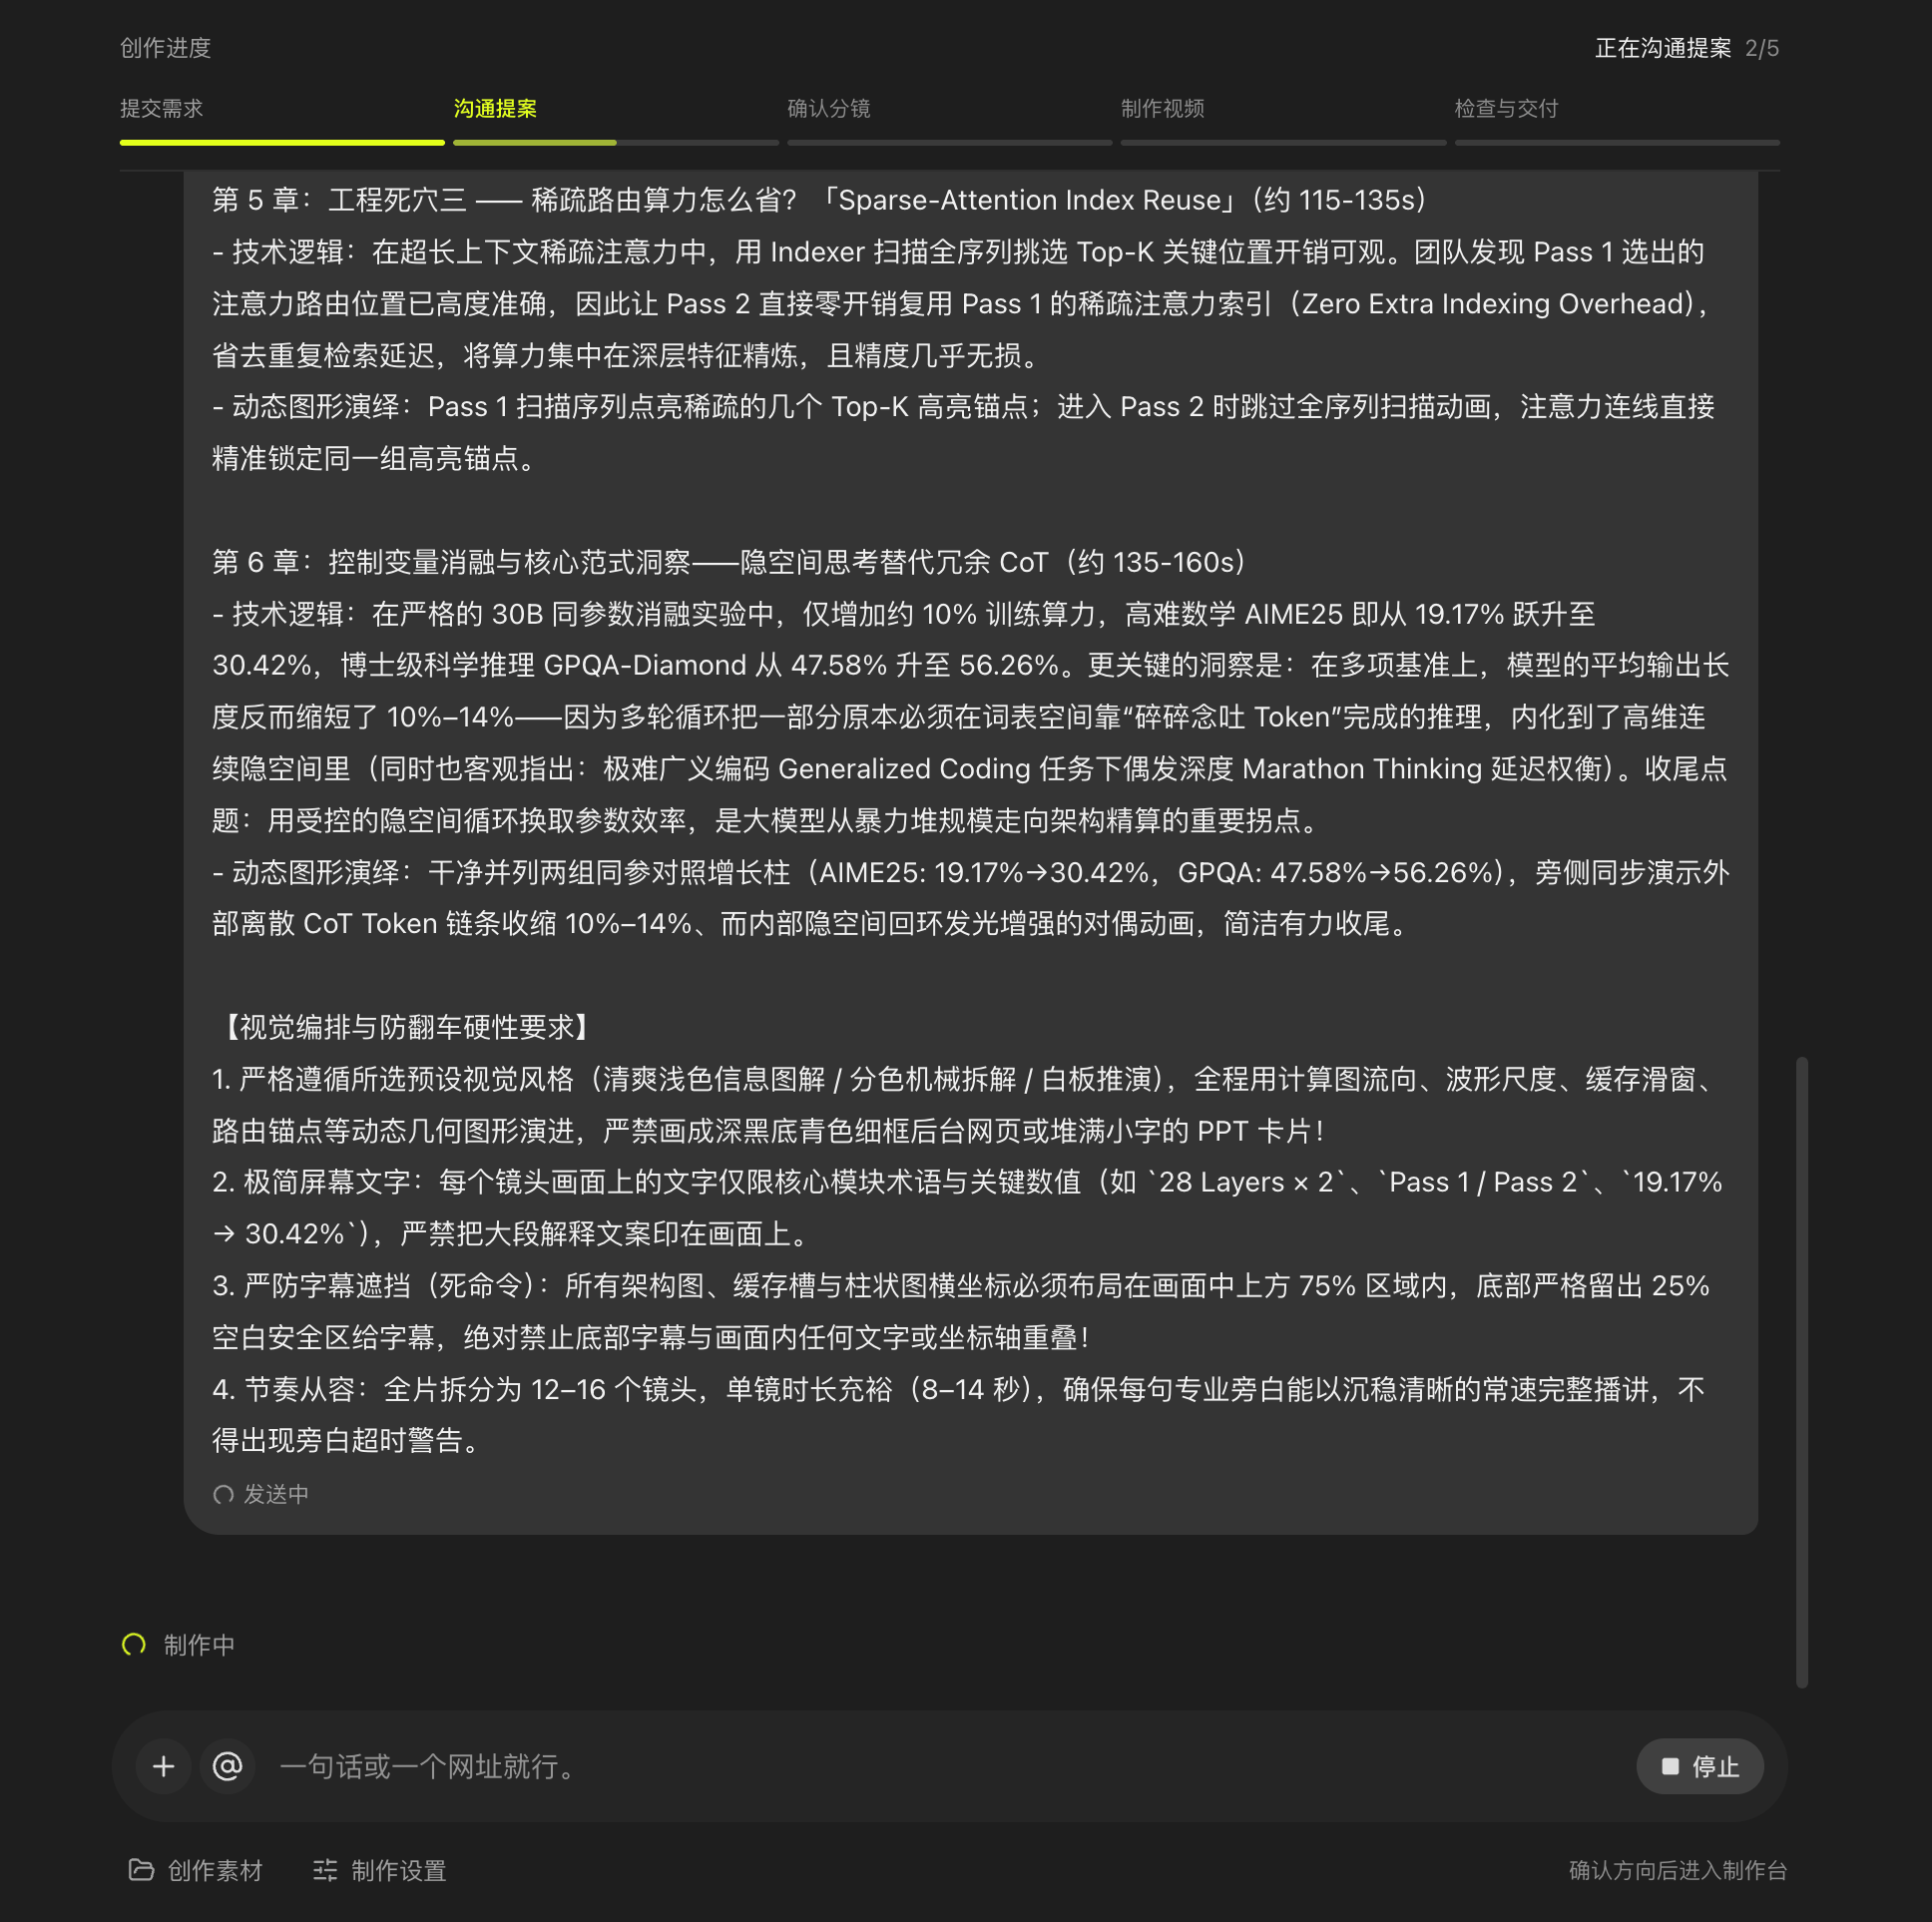 创作进度
正在沟通提案 2/5
提交需求
沟通提案
确认分镜
制作视频
检查与交付
第 5 章：工程死穴三 —— 稀疏路由算力怎么省？「Sparse-Attention Index Reuse」（约 115-135s）
- 技术逻辑：在超长上下文稀疏注意力中，用 Indexer 扫描全序列挑选 Top-K 关键位置开销可观。团队发现 Pass 1 选出的
注意力路由位置已高度准确，因此让 Pass 2 直接零开销复用 Pass 1 的稀疏注意力索引（Zero Extra Indexing Overhead），
省去重复检索延迟，将算力集中在深层特征精炼，且精度几乎无损。
- 动态图形演绎：Pass 1 扫描序列点亮稀疏的几个 Top-K 高亮锚点；进入 Pass 2 时跳过全序列扫描动画，注意力连线直接
精准锁定同一组高亮锚点。
第 6 章：控制变量消融与核心范式洞察——隐空间思考替代冗余 CoT（约 135-160s）
- 技术逻辑：在严格的 30B 同参数消融实验中，仅增加约 10% 训练算力，高难数学 AIME25 即从 19.17% 跃升至
30.42%，博士级科学推理 GPQA-Diamond 从 47.58% 升至 56.26%。更关键的洞察是：在多项基准上，模型的平均输出长
度反而缩短了 10%–14%——因为多轮循环把一部分原本必须在词表空间靠“碎碎念吐 Token”完成的推理，内化到了高维连
续隐空间里（同时也客观指出：极难广义编码 Generalized Coding 任务下偶发深度 Marathon Thinking 延迟权衡）。收尾点
题：用受控的隐空间循环换取参数效率，是大模型从暴力堆规模走向架构精算的重要拐点。
- 动态图形演绎：干净并列两组同参对照增长柱（AIME25: 19.17%→30.42%，GPQA: 47.58%→56.26%），旁侧同步演示外
部离散 CoT Token 链条收缩 10%–14%、而内部隐空间回环发光增强的对偶动画，简洁有力收尾。
【视觉编排与防翻车硬性要求】
1. 严格遵循所选预设视觉风格（清爽浅色信息图解 / 分色机械拆解 / 白板推演），全程用计算图流向、波形尺度、缓存滑窗、
路由锚点等动态几何图形演进，严禁画成深黑底青色细框后台网页或堆满小字的 PPT 卡片！
2. 极简屏幕文字：每个镜头画面上的文字仅限核心模块术语与关键数值（如 `28 Layers × 2`、`Pass 1 / Pass 2`、`19.17%
→ 30.42%`），严禁把大段解释文案印在画面上。
3. 严防字幕遮挡（死命令）：所有架构图、缓存槽与柱状图横坐标必须布局在画面中上方 75% 区域内，底部严格留出 25%
空白安全区给字幕，绝对禁止底部字幕与画面内任何文字或坐标轴重叠！
4. 节奏从容：全片拆分为 12–16 个镜头，单镜时长充裕（8–14 秒），确保每句专业旁白能以沉稳清晰的常速完整播讲，不
得出现旁白超时警告。
发送中
制作中
一句话或一个网址就行。
停止
创作素材
制作设置
确认方向后进入制作台